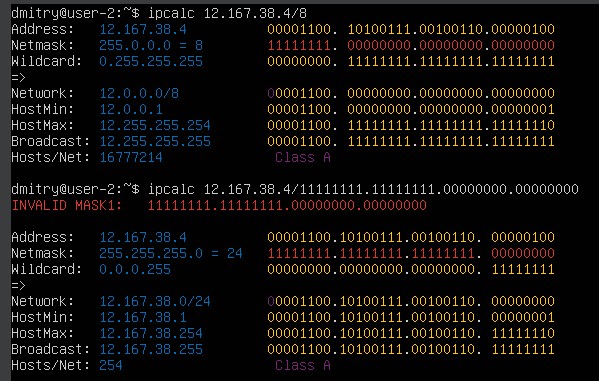 dmitry@user-2:~$ ipcalc 12.167.38.4/8
Address: 12.167.38.4 00001100. 10100111.00100110.00000100
Netmask: 255.0.0.0 = 8 11111111. 00000000.00000000.00000000
Wildcard: 0.255.255.255 00000000. 11111111.11111111.11111111
=>
Network: 12.0.0.0/8 00001100. 00000000.00000000.00000000
HostMin: 12.0.0.1 00001100. 00000000.00000000.00000001
HostMax: 12.255.255.254 00001100. 11111111.11111111.11111110
Broadcast: 12.255.255.255 00001100. 11111111.11111111.11111111
Hosts/Net: 16777214 Class A
dmitry@user-2:~$ ipcalc 12.167.38.4/11111111.11111111.00000000.00000000
INVALID MASK1: 11111111.11111111.00000000.00000000
Address: 12.167.38.4 00001100.10100111.00100110. 00000100
Netmask: 255.255.255.0 = 24 11111111.11111111.11111111. 00000000
Wildcard: 0.0.0.255 00000000.00000000.00000000. 11111111
=>
Network: 12.167.38.0/24 00001100.10100111.00100110. 00000000
HostMin: 12.167.38.1 00001100.10100111.00100110. 00000001
HostMax: 12.167.38.254 00001100.10100111.00100110. 11111110
Broadcast: 12.167.38.255 00001100.10100111.00100110. 11111111
Hosts/Net: 254 Class A